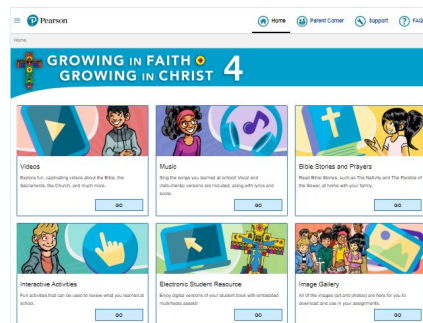 Pearson
Home
Parent Corner
Support
FAQ
Home
GROWING IN FAITH
GROWING IN CHRIST 4
Videos
Explore fun, captivating videos about the Bible, the
Sacraments, the Church, and much more.
GO
Music
Sing the songs you learned at school! Vocal and
instrumental versions are included, along with lyrics and
score.
GO
Bible Stories and Prayers
Read Bible Stories, such as The Nativity and The Parable of
the Sower, at home with your family.
GO
Interactive Activities
Fun activities that can be used to review what you learned at
school.
GO
Electronic Student Resource
Enjoy digital versions of your student book with embedded
multimedia assets!
GO
Image Gallery
All of the images (art and photos) are here for you to
download and use in your assignments.
GO